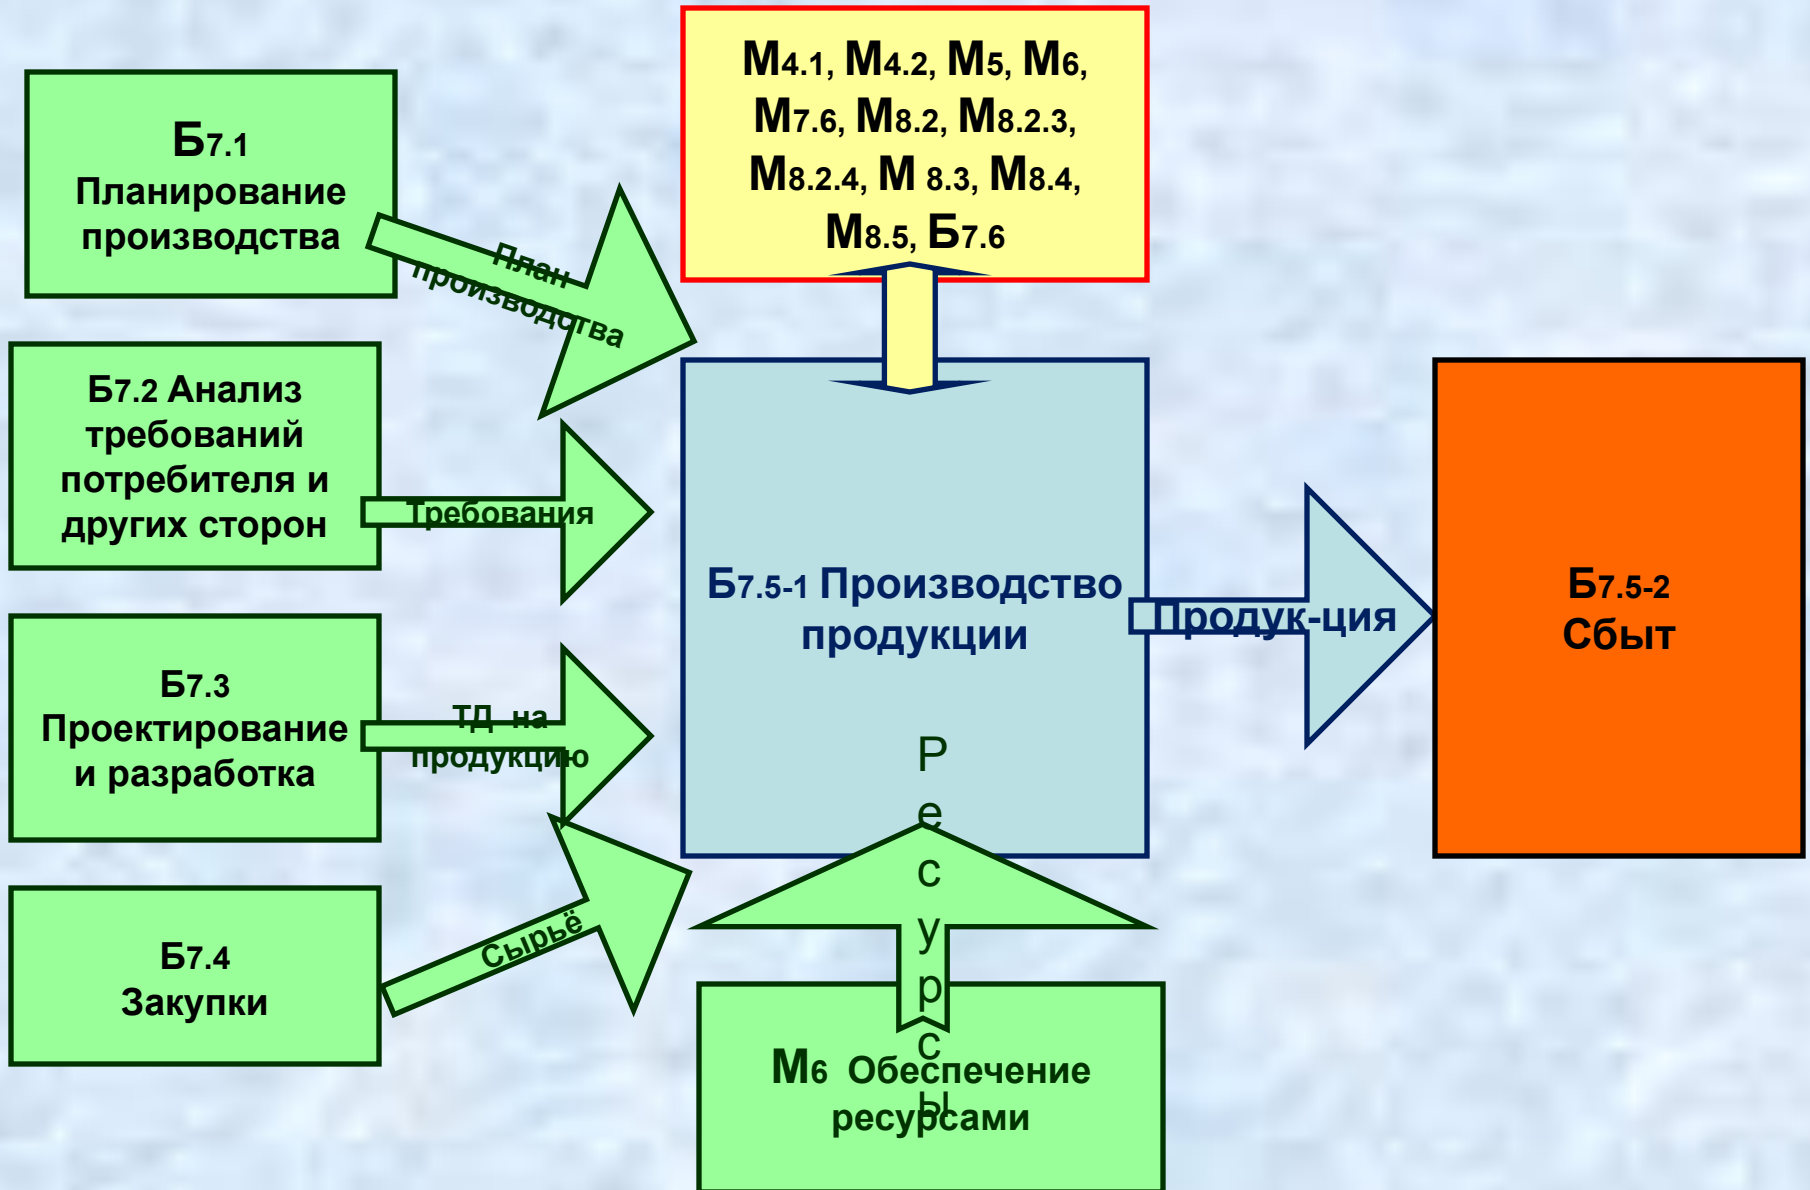 М4.1, М4.2, М5, М6,
М7.6, М8.2, М8.2.3,
М8.2.4, М 8.3, М8.4,
М8.5, Б7.6
Б7.1
Планирование
производства
План
производства
Б7.2 Анализ
требований
потребителя и
других сторон
Требования
Б7.3
Проектирование
и разработка
ТД на
продукцию
Б7.4
Закупки
Сырьё
Б7.5-1 Производство
продукции
Продук-ция
Б7.5-2
Сбыт
Р
е
с
у
р
с
ы
М6 Обеспечение
ресурсами